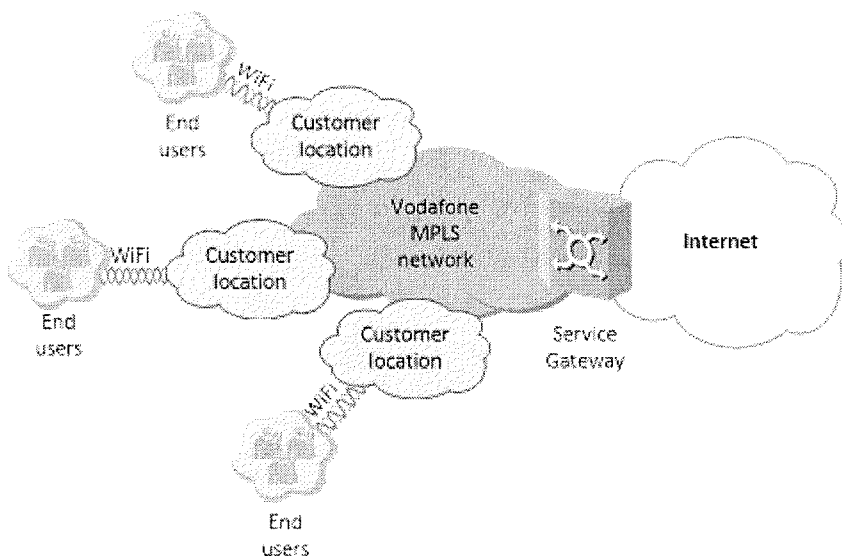 WiFi
End
users
Customer
location
Vodafone
MPLS
network
Internet
WiFi
Customer
location
End
users
Customer
location
Service
Gateway
WiFi
End
users